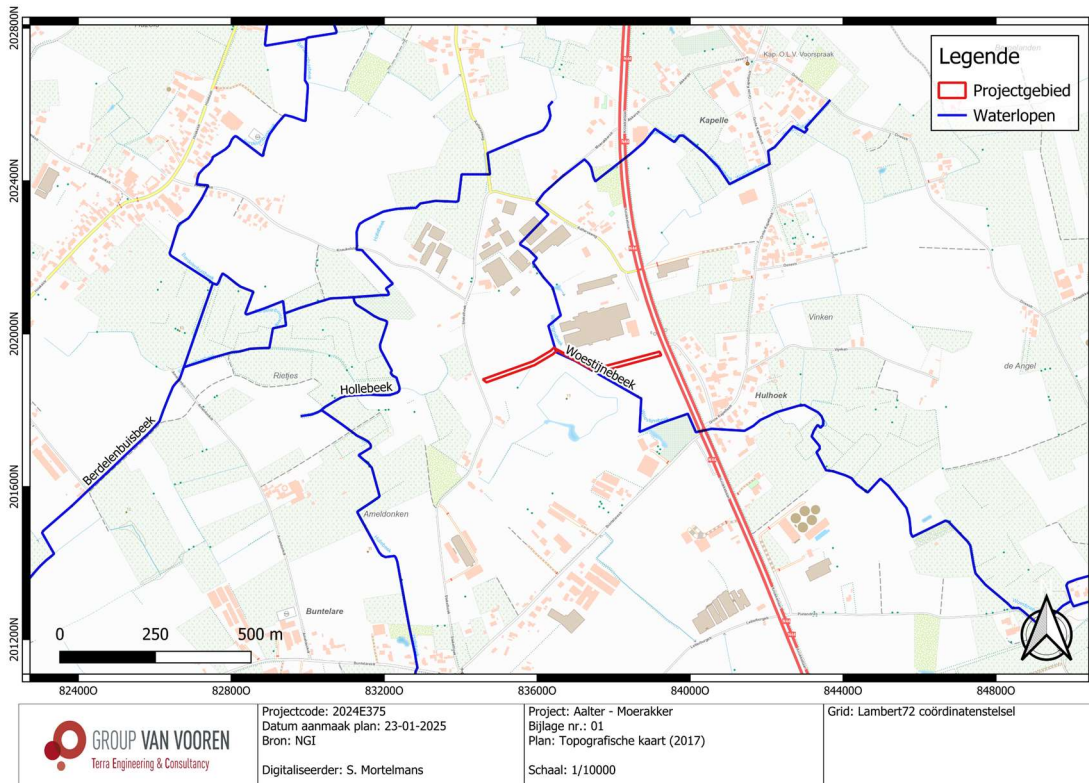 202800N
202400N
202000N
201600N
201200N
Legende
Projectgebied
Waterlopen
Kap. O.L.V. Voorspraak
Kapelle
Vinken
de Angel
Hulhoek
Woestijnebeek
Rietjes
Hollebeek
Berdelenbuisbeek
Ameldonken
Buntelare
0 250 500 m
824000 828000 832000 836000 840000 844000 848000
GROUP VAN VOOREN
Terra Engineering & Consultancy
Projectcode: 2024E375
Datum aanmaak plan: 23-01-2025
Bron: NGI
Digitaliseerder: S. Mortelmans
Project: Aalter - Moerakker
Bijlage nr.: 01
Plan: Topografische kaart (2017)
Schaal: 1/10000
Grid: Lambert72 coördinatenstelsel